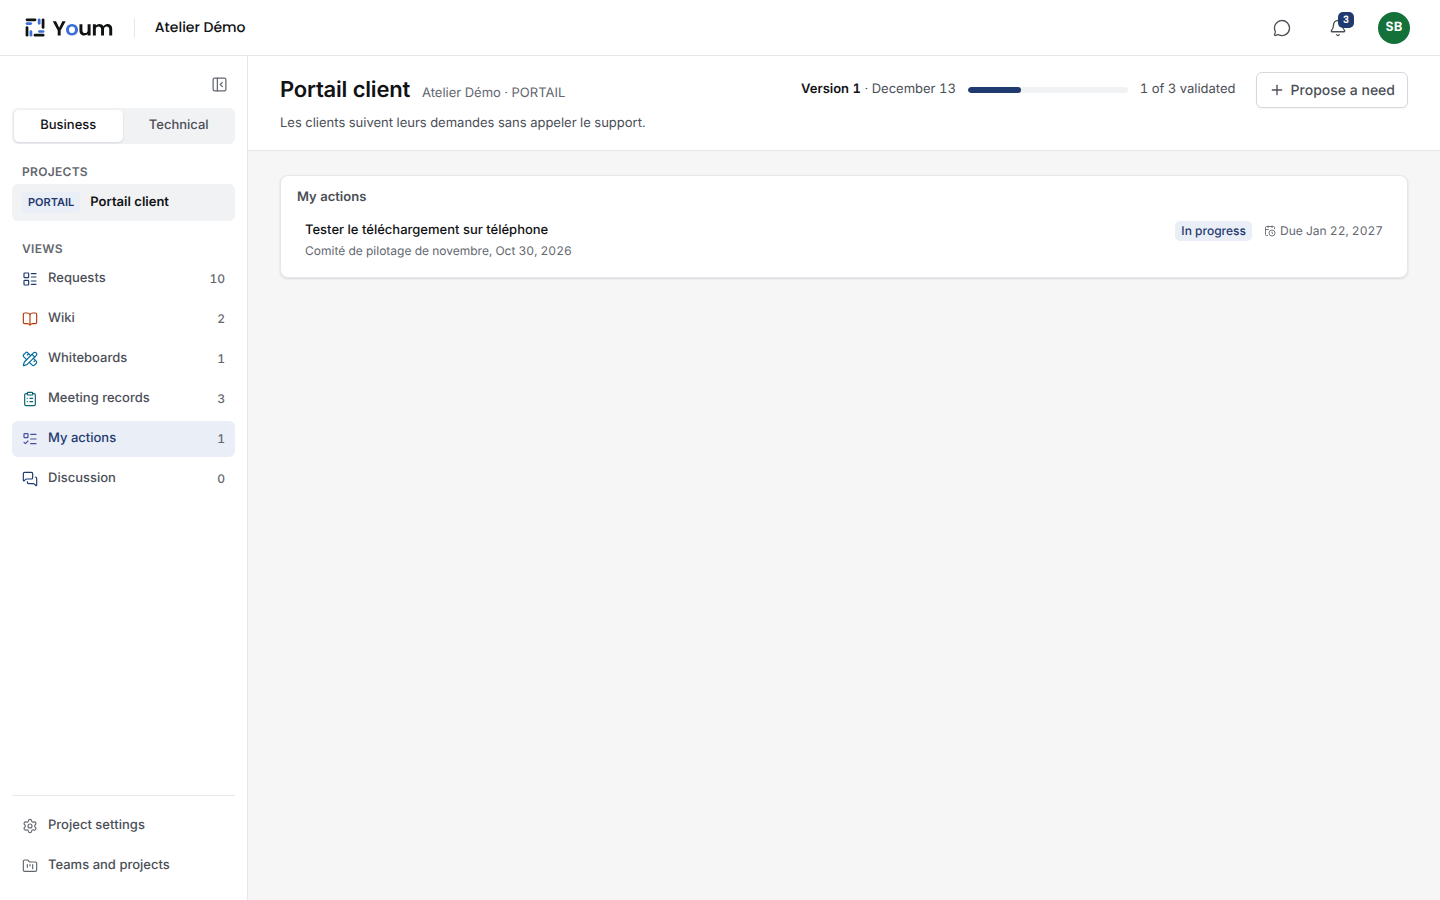 Youm
Atelier Démo
3
SB
Business
Technical
PROJECTS
PORTAIL Portail client
VIEWS
Requests 10
Wiki 2
Whiteboards 1
Meeting records 3
My actions 1
Discussion 0
Project settings
Teams and projects
Portail client Atelier Démo · PORTAIL
Version 1 · December 13
1 of 3 validated
+ Propose a need
Les clients suivent leurs demandes sans appeler le support.
My actions
Tester le téléchargement sur téléphone
In progress
Due Jan 22, 2027
Comité de pilotage de novembre, Oct 30, 2026